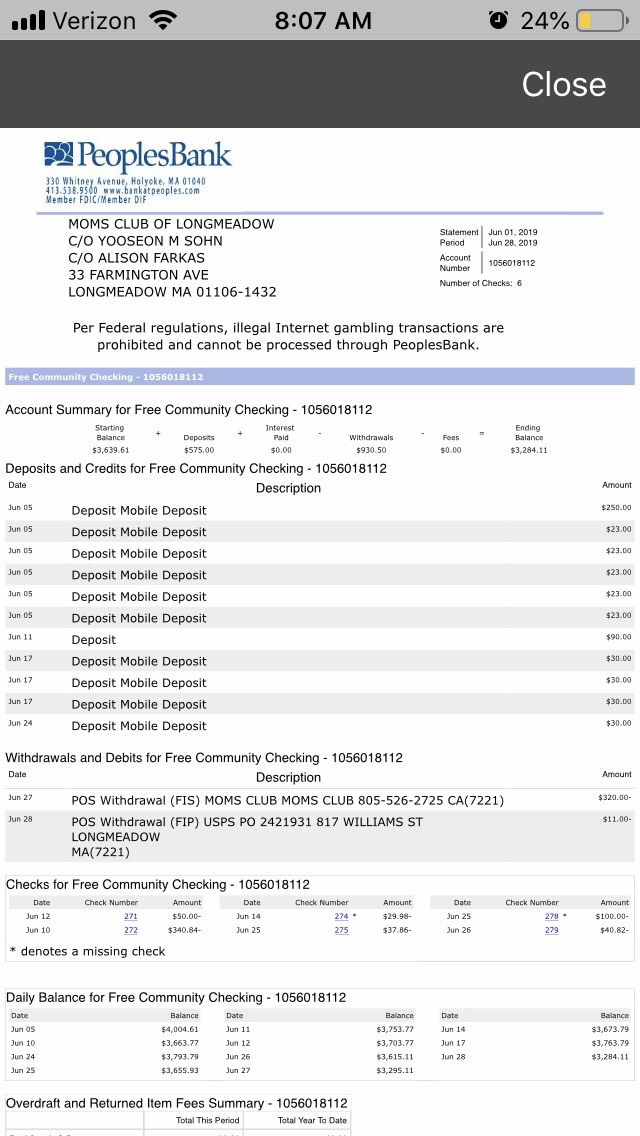 Verizon 8:07 AM 24%
Close
PeoplesBank
330 Whitney Avenue, Holyoke, MA 01040
413.538.9500 www.bankatpeoples.com
Member FDIC/Member DIF
MOMS CLUB OF LONGMEADOW
C/O YOOSEON M SOHN
C/O ALISON FARKAS
33 FARMINGTON AVE
LONGMEADOW MA 01106-1432
Statement Period Jun 01, 2019 Jun 28, 2019
Account Number 1056018112
Number of Checks: 6
Per Federal regulations, illegal Internet gambling transactions are
prohibited and cannot be processed through PeoplesBank.
Free Community Checking - 1056018112
Account Summary for Free Community Checking - 1056018112
Starting Balance + Deposits + Interest Paid - Withdrawals - Fees = Ending Balance
$3,639.61 $575.00 $0.00 $930.50 $0.00 $3,284.11
Deposits and Credits for Free Community Checking - 1056018112
Date Description Amount
Jun 05 Deposit Mobile Deposit $250.00
Jun 05 Deposit Mobile Deposit $23.00
Jun 05 Deposit Mobile Deposit $23.00
Jun 05 Deposit Mobile Deposit $23.00
Jun 05 Deposit Mobile Deposit $23.00
Jun 05 Deposit Mobile Deposit $23.00
Jun 11 Deposit $90.00
Jun 17 Deposit Mobile Deposit $30.00
Jun 17 Deposit Mobile Deposit $30.00
Jun 17 Deposit Mobile Deposit $30.00
Jun 24 Deposit Mobile Deposit $30.00
Withdrawals and Debits for Free Community Checking - 1056018112
Date Description Amount
Jun 27 POS Withdrawal (FIS) MOMS CLUB MOMS CLUB 805-526-2725 CA(7221) $320.00-
Jun 28 POS Withdrawal (FIP) USPS PO 2421931 817 WILLIAMS ST $11.00-
LONGMEADOW
MA(7221)
Checks for Free Community Checking - 1056018112
Date Check Number Amount Date Check Number Amount Date Check Number Amount
Jun 12 271 $50.00- Jun 14 274 * $29.98- Jun 25 278 * $100.00-
Jun 10 272 $340.84- Jun 25 275 $37.86- Jun 26 279 $40.82-
* denotes a missing check
Daily Balance for Free Community Checking - 1056018112
Date Balance Date Balance Date Balance
Jun 05 $4,004.61 Jun 11 $3,753.77 Jun 14 $3,673.79
Jun 10 $3,663.77 Jun 12 $3,703.77 Jun 17 $3,763.79
Jun 24 $3,793.79 Jun 26 $3,615.11 Jun 28 $3,284.11
Jun 25 $3,655.93 Jun 27 $3,295.11
Overdraft and Returned Item Fees Summary - 1056018112
Total This Period Total Year To Date